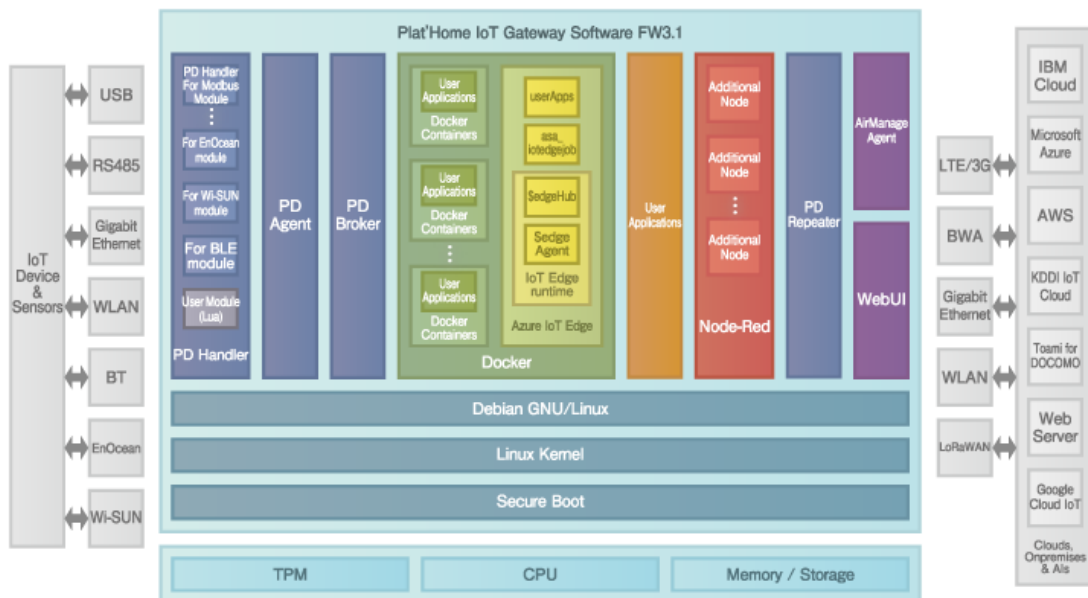 Plat'Home IoT Gateway Software FW3.1
IoT
Device
&
Sensors
USB
RS485
Gigabit
Ethernet
WLAN
BT
EnOcean
Wi-SUN
PD Handler
For Modbus
Module
For EnOcean
module
For Wi-SUN
module
For BLE
module
User Module
(Lua)
PD Handler
PD
Agent
PD
Broker
User
Applications
Docker
Containers
User
Applications
Docker
Containers
User
Applications
Docker
Containers
userApps
asa_
iotedgejob
SedgeHub
Sedge
Agent
IoT Edge
runtime
Azure IoT Edge
Docker
User
Applications
Additional
Node
Additional
Node
Additional
Node
Node-Red
PD
Repeater
AirManage
Agent
WebUI
Debian GNU/Linux
Linux Kernel
Secure Boot
TPM
CPU
Memory / Storage
LTE/3G
BWA
Gigabit
Ethernet
WLAN
LoRaWAN
IBM
Cloud
Microsoft
Azure
AWS
KDDI IoT
Cloud
Toami for
DOCOMO
Web
Server
Google
Cloud IoT
Clouds,
Onpremises
& AIs